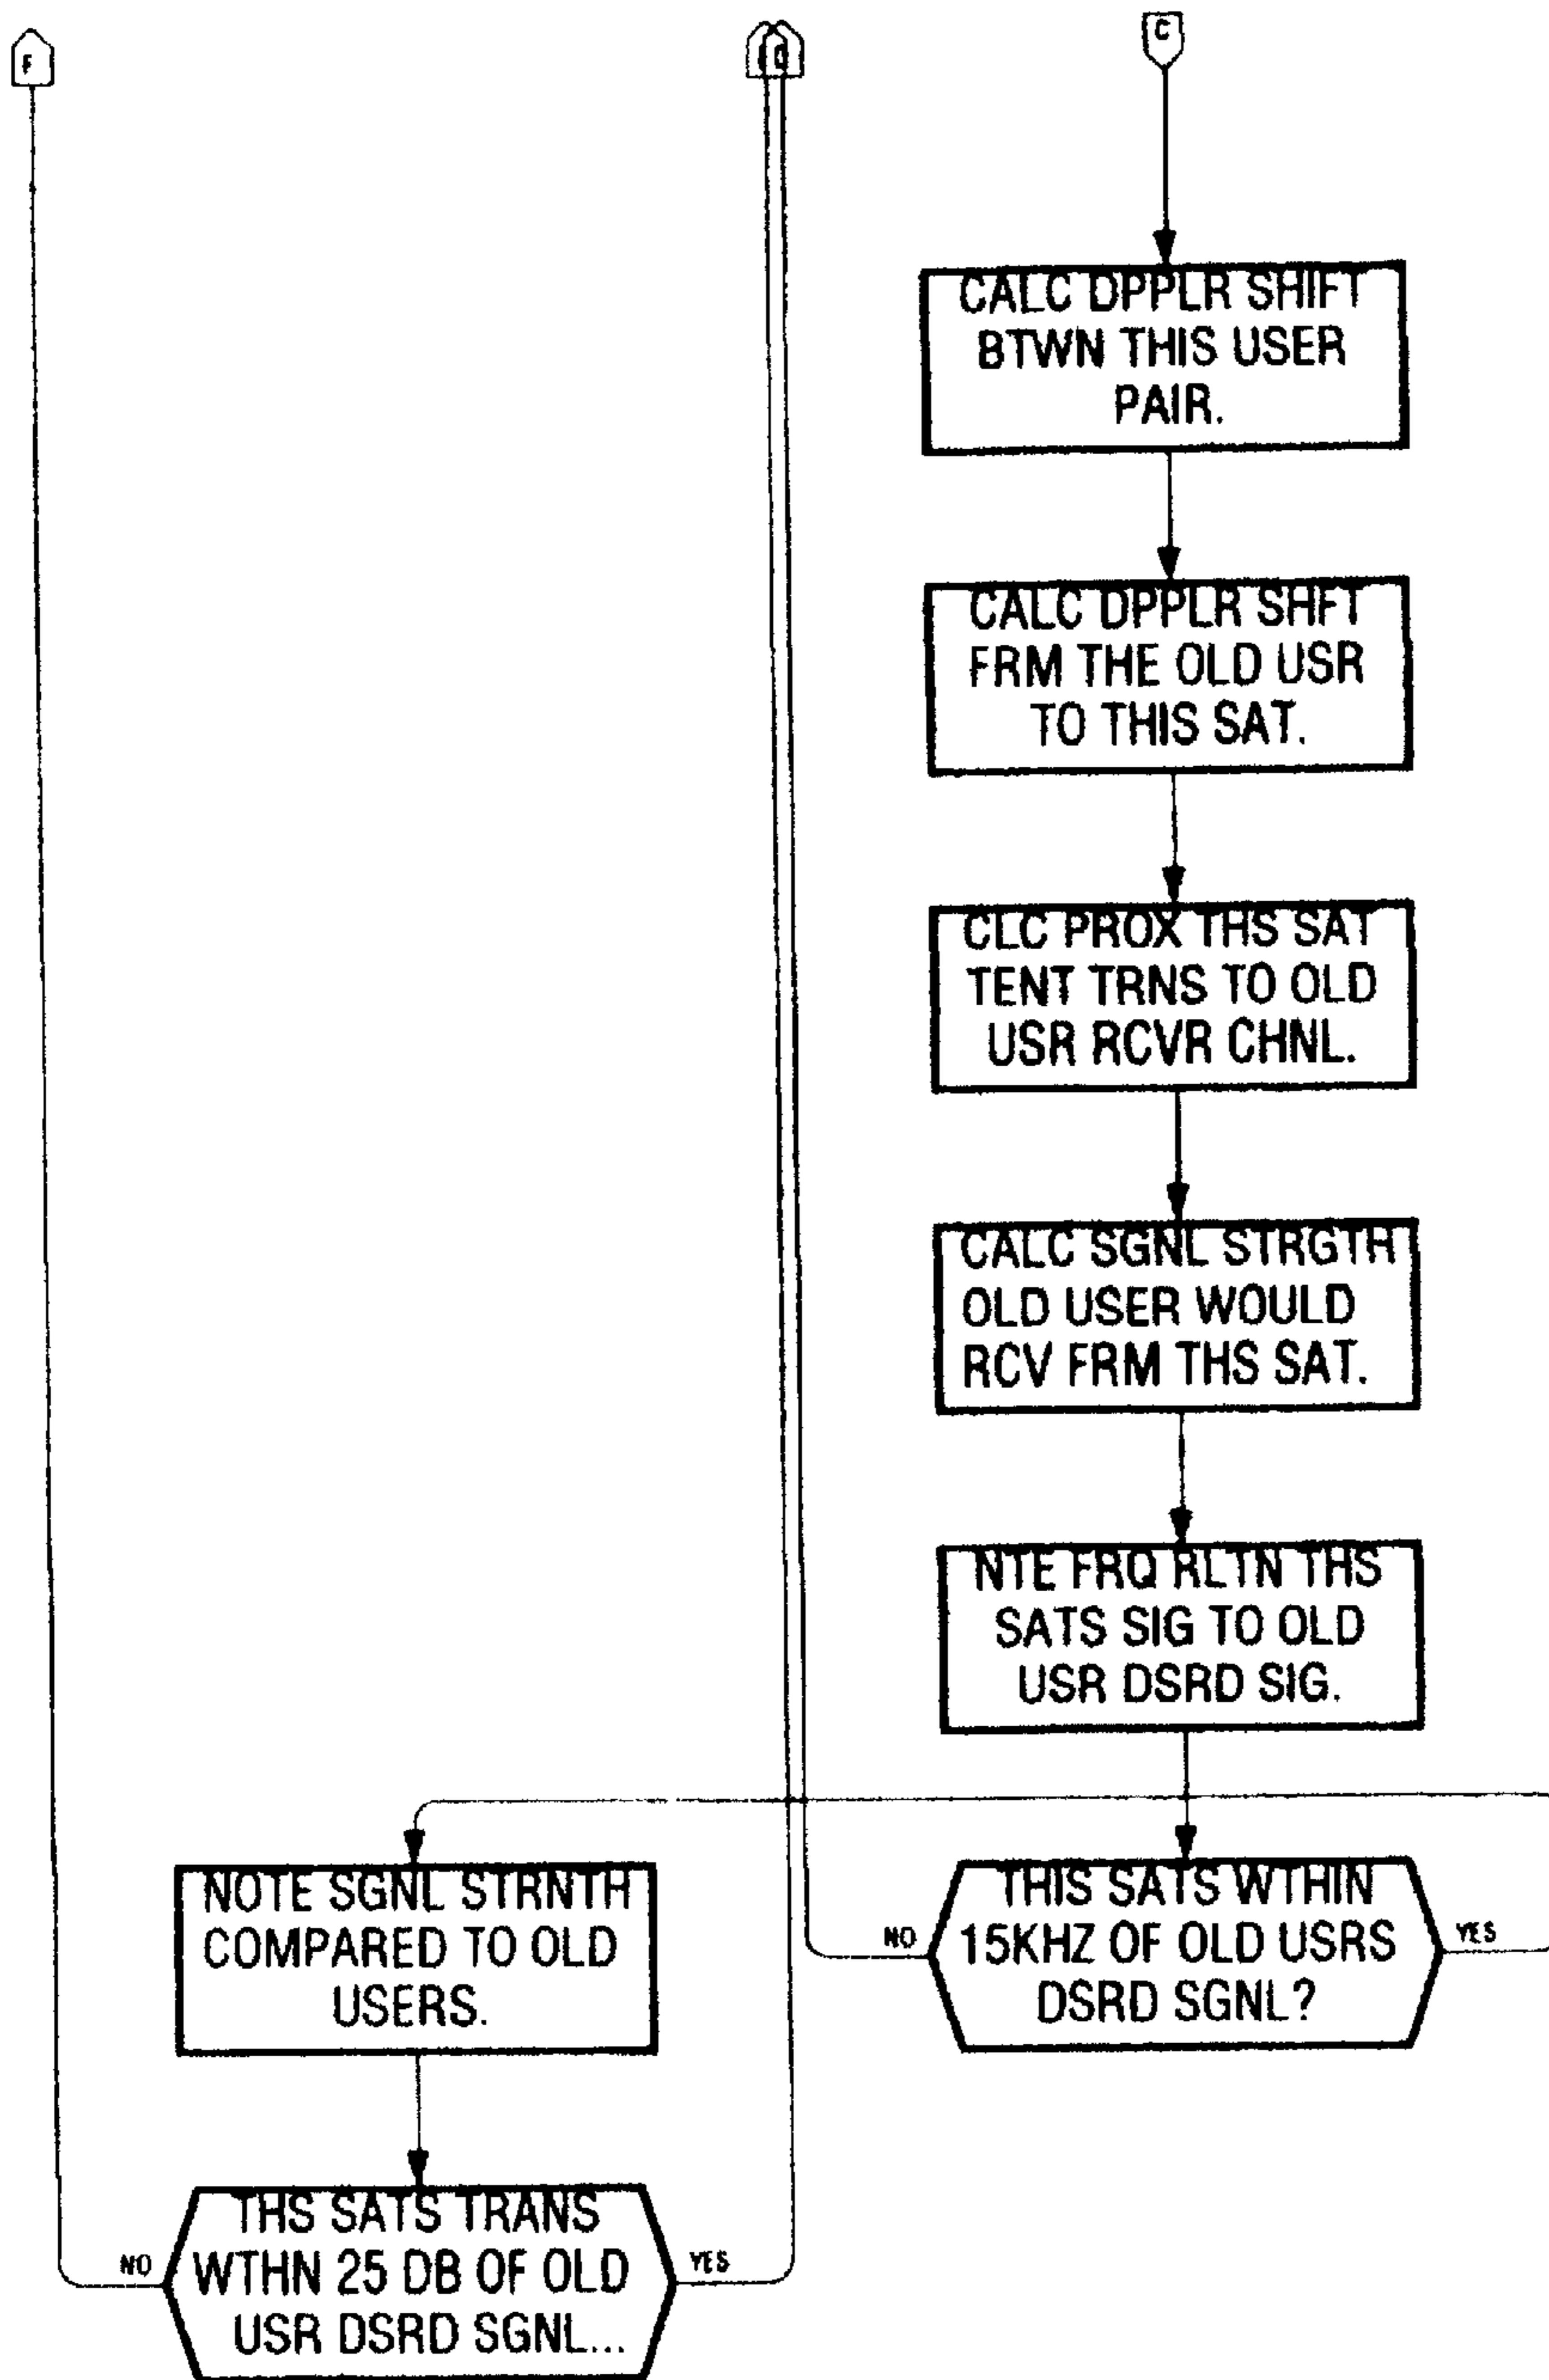 F
C
CALC DPPLR SHIFT
BTWN THIS USER
PAIR.
CALC DPPLR SHFT
FRM THE OLD USR
TO THIS SAT.
CLC PROX THS SAT
TENT TRNS TO OLD
USR RCVR CHNL.
CALC SGNL STRGTH
OLD USER WOULD
RCV FRM THS SAT.
NTE FRQ RLTN THS
SATS SIG TO OLD
USR DSRD SIG.
THIS SATS WTHIN
15KHZ OF OLD USRS
DSRD SGNL?
NO
YES
NOTE SGNL STRNTH
COMPARED TO OLD
USERS.
THS SATS TRANS
WTHN 25 DB OF OLD
USR DSRD SGNL...
NO
YES